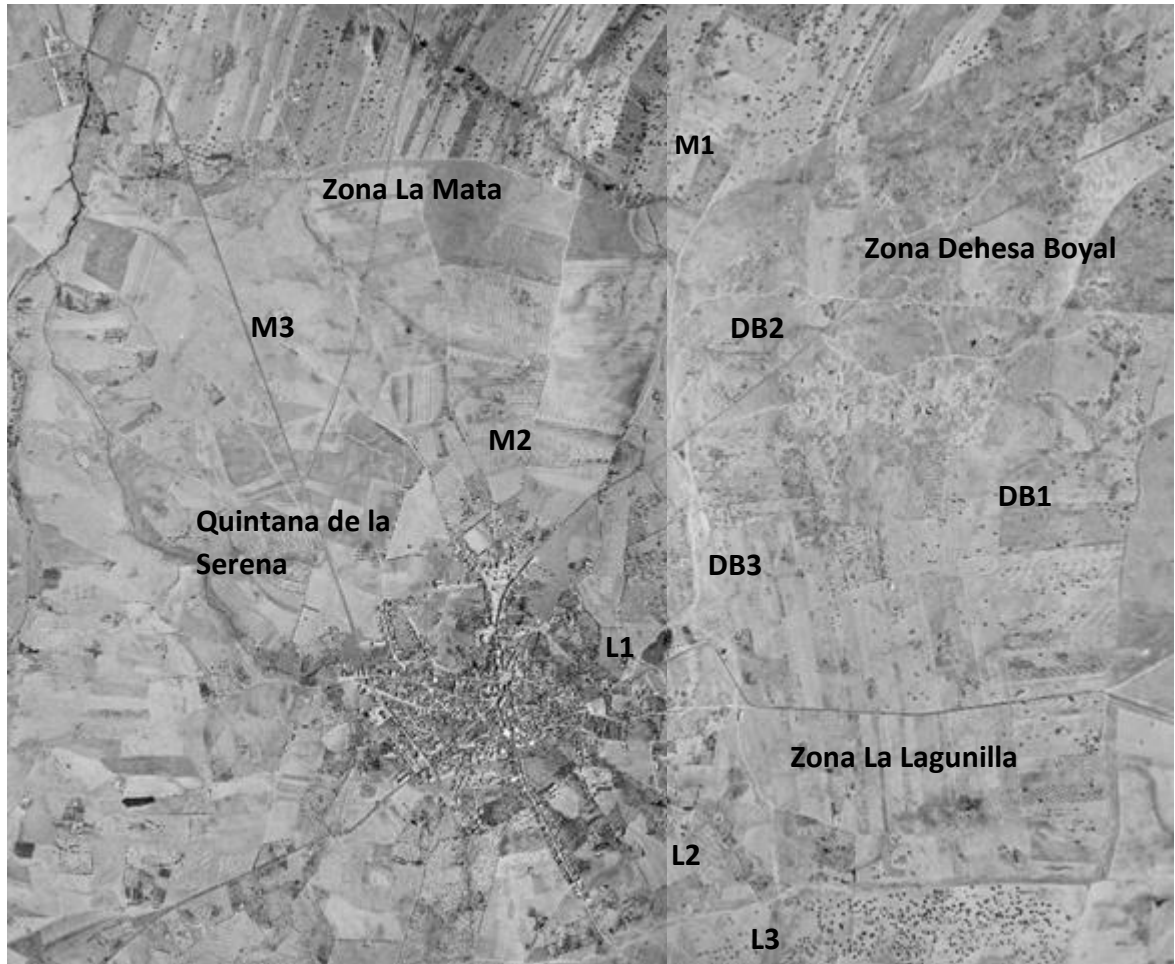 M1
Zona La Mata
Zona Dehesa Boyal
M3
DB2
M2
DB1
Quintana de la
Serena
DB3
L1
Zona La Lagunilla
L2
L3